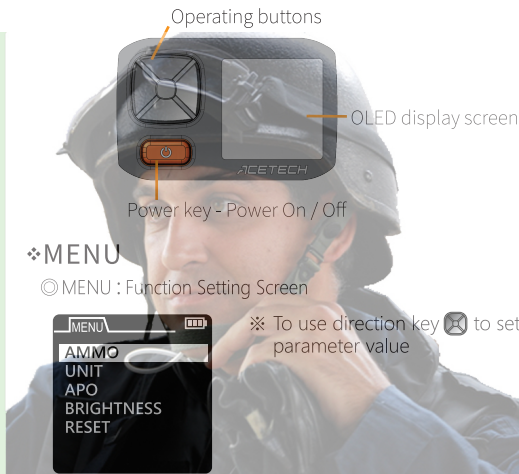 Operating buttons
OLED display screen
ACETECH
Power key - Power On / Off
❖MENU
◎ MENU : Function Setting Screen
※ To use direction key to set
parameter value
MENU
AMMO
UNIT
APO
BRIGHTNESS
RESET